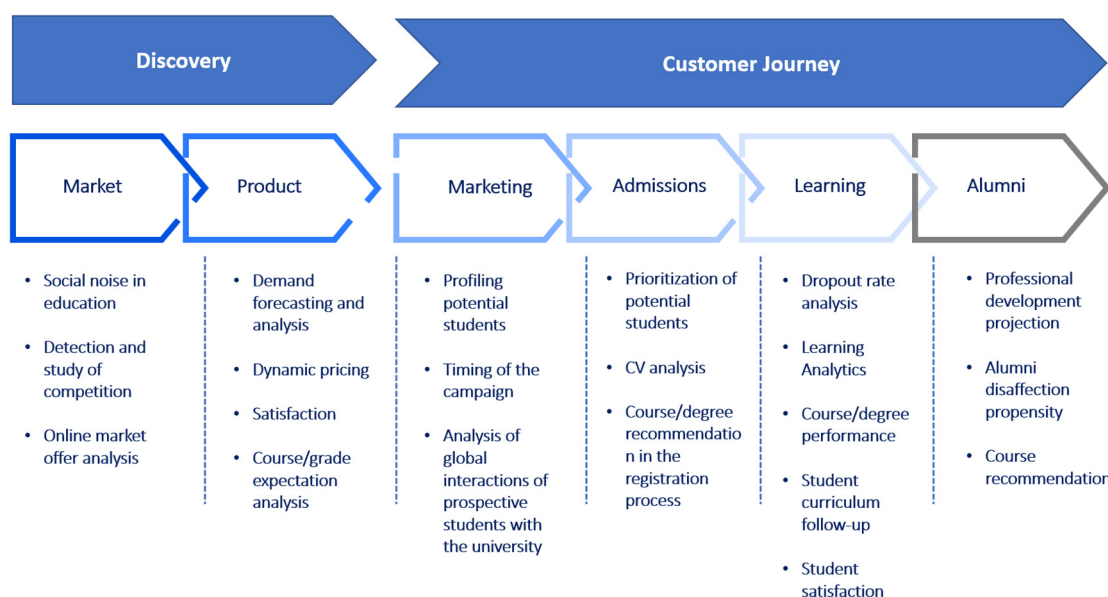 Discovery
Customer Journey
Market
Product
Marketing
Admissions
Learning
Alumni
Social noise in
education
Detection and
study of
competition
Online market
offer analysis
Demand
forecasting and
analysis
Dynamic pricing
Satisfaction
Course/grade
expectation
analysis
Profiling
potential
students
Timing of the
campaign
Analysis of
global
interactions of
prospective
students with
the university
Prioritization of
potential
students
CV analysis
Course/degree
recommendatio
n in the
registration
process
Dropout rate
analysis
Learning
Analytics
Course/degree
performance
Student
curriculum
follow-up
Student
satisfaction
Professional
development
projection
Alumni
disaffection
propensity
Course
recommendation